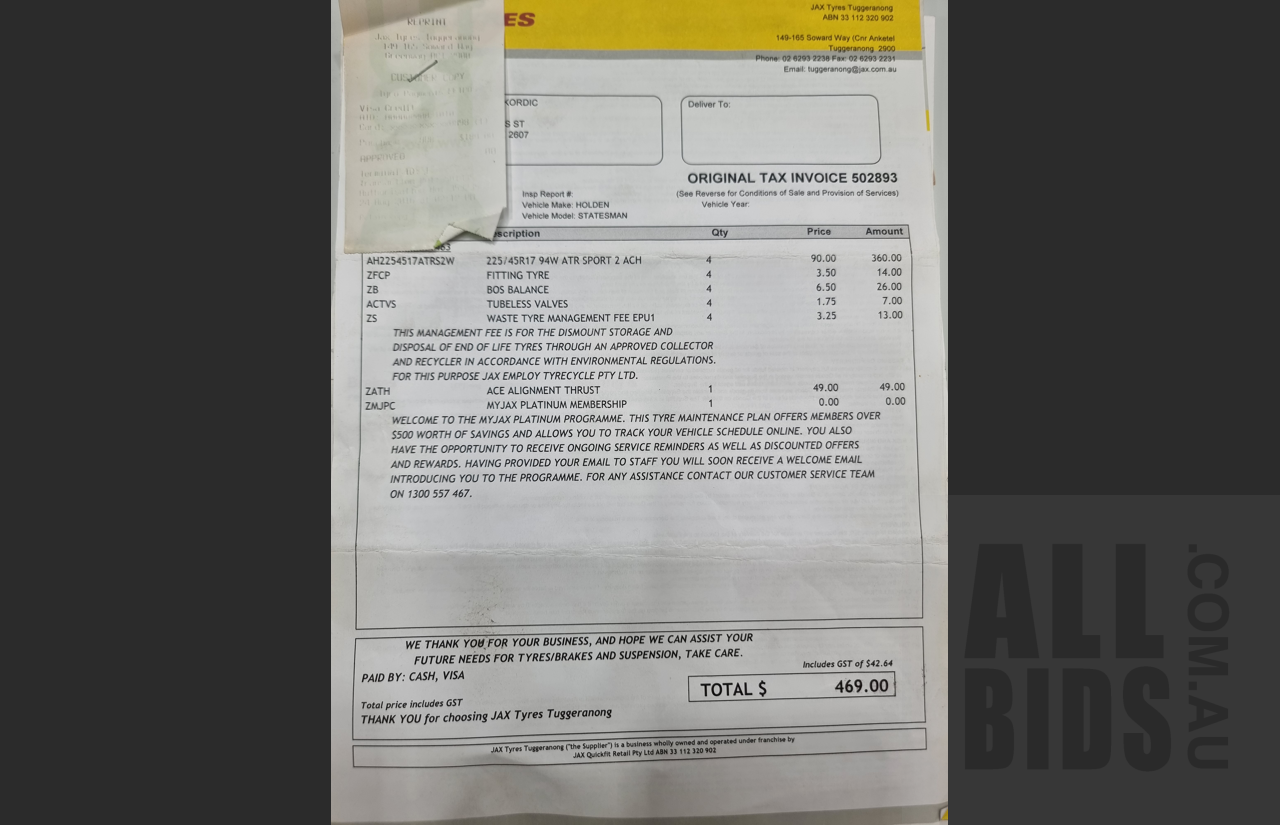 REPRINT
CUSTOMER COPY
APPROVED
ES
JAX Tyres Tuggeranong
ABN 33 112 320 902
149-165 Soward Way (Cnr Anketel
Tuggeranong 2900
Phone: 02 6293 2236 Fax: 02 6293 2231
Email: tuggeranong@jax.com.au
KORDIC
S ST
2607
Deliver To:
ORIGINAL TAX INVOICE 502893
(See Reverse for Conditions of Sale and Provision of Services)
Insp Report #:
Vehicle Make: HOLDEN Vehicle Year:
Vehicle Model: STATESMAN
scription Qty Price Amount
AH2254517ATRS2W 225/45R17 94W ATR SPORT 2 ACH 4 90.00 360.00
ZFCP FITTING TYRE 4 3.50 14.00
ZB BOS BALANCE 4 6.50 26.00
ACTVS TUBELESS VALVES 4 1.75 7.00
ZS WASTE TYRE MANAGEMENT FEE EPU1 4 3.25 13.00
THIS MANAGEMENT FEE IS FOR THE DISMOUNT STORAGE AND
DISPOSAL OF END OF LIFE TYRES THROUGH AN APPROVED COLLECTOR
AND RECYCLER IN ACCORDANCE WITH ENVIRONMENTAL REGULATIONS.
FOR THIS PURPOSE JAX EMPLOY TYRECYCLE PTY LTD.
ZATH ACE ALIGNMENT THRUST 1 49.00 49.00
ZMJPC MYJAX PLATINUM MEMBERSHIP 1 0.00 0.00
WELCOME TO THE MYJAX PLATINUM PROGRAMME. THIS TYRE MAINTENANCE PLAN OFFERS MEMBERS OVER
$500 WORTH OF SAVINGS AND ALLOWS YOU TO TRACK YOUR VEHICLE SCHEDULE ONLINE. YOU ALSO
HAVE THE OPPORTUNITY TO RECEIVE ONGOING SERVICE REMINDERS AS WELL AS DISCOUNTED OFFERS
AND REWARDS. HAVING PROVIDED YOUR EMAIL TO STAFF YOU WILL SOON RECEIVE A WELCOME EMAIL
INTRODUCING YOU TO THE PROGRAMME. FOR ANY ASSISTANCE CONTACT OUR CUSTOMER SERVICE TEAM
ON 1300 557 467.
WE THANK YOU FOR YOUR BUSINESS, AND HOPE WE CAN ASSIST YOUR
FUTURE NEEDS FOR TYRES/BRAKES AND SUSPENSION, TAKE CARE.
PAID BY: CASH, VISA
Includes GST of $42.64
TOTAL $ 469.00
Total price includes GST
THANK YOU for choosing JAX Tyres Tuggeranong
JAX Tyres Tuggeranong ("the Supplier") is a business wholly owned and operated under franchise by
JAX Quickfit Retail Pty Ltd ABN 33 112 320 902
ALL
BIDS
.COM.AU